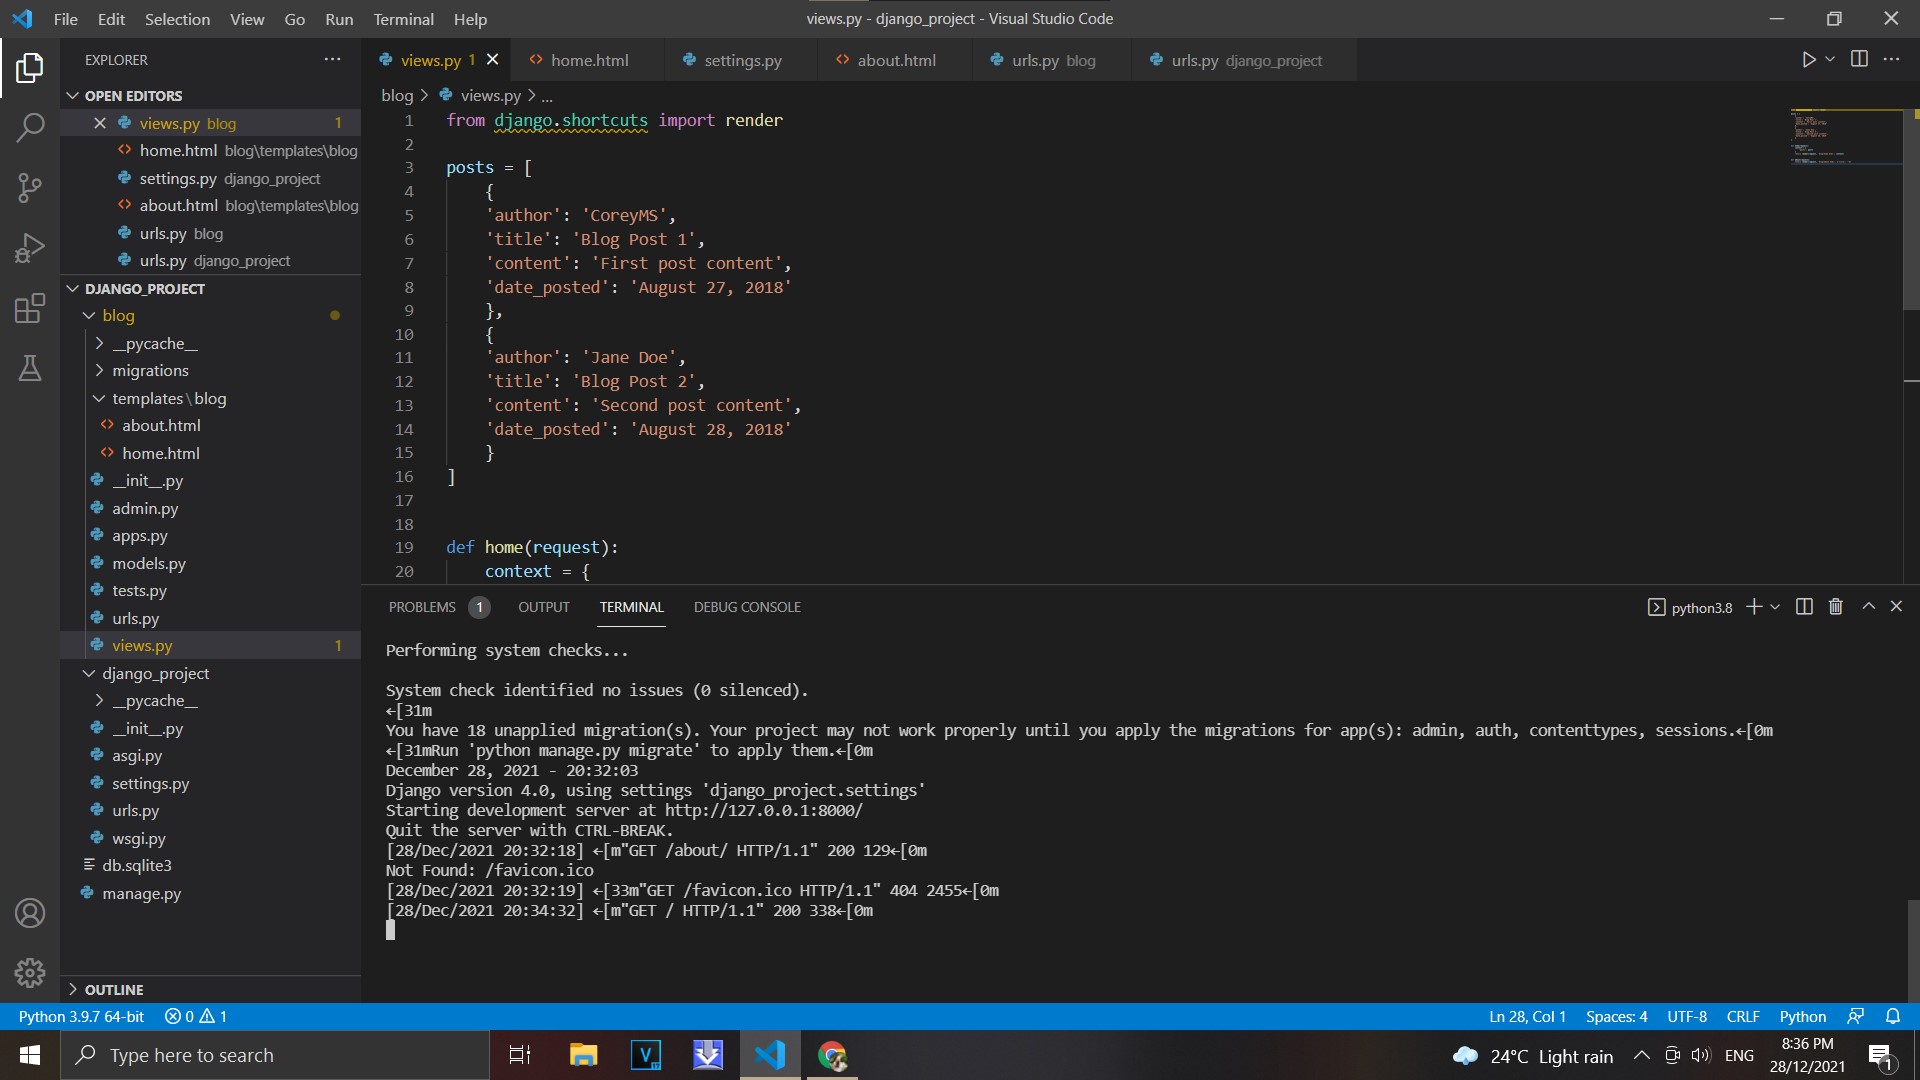 File Edit Selection View Go Run Terminal Help
views.py - django_project - Visual Studio Code
EXPLORER
OPEN EDITORS
views.py blog 1
home.html blog\templates\blog
settings.py django_project
about.html blog\templates\blog
urls.py blog
urls.py django_project
DJANGO_PROJECT
blog
__pycache__
migrations
templates\blog
about.html
home.html
__init__.py
admin.py
apps.py
models.py
tests.py
urls.py
views.py 1
django_project
__pycache__
__init__.py
asgi.py
settings.py
urls.py
wsgi.py
db.sqlite3
manage.py
OUTLINE
views.py 1 home.html settings.py about.html urls.py blog urls.py django_project
blog > views.py > ...
1 from django.shortcuts import render
2
3 posts = [
4 {
5 'author': 'CoreyMS',
6 'title': 'Blog Post 1',
7 'content': 'First post content',
8 'date_posted': 'August 27, 2018'
9 },
10 {
11 'author': 'Jane Doe',
12 'title': 'Blog Post 2',
13 'content': 'Second post content',
14 'date_posted': 'August 28, 2018'
15 }
16 ]
17
18
19 def home(request):
20 context = {
PROBLEMS 1 OUTPUT TERMINAL DEBUG CONSOLE
python3.8
Performing system checks...
System check identified no issues (0 silenced).
←[31m
You have 18 unapplied migration(s). Your project may not work properly until you apply the migrations for app(s): admin, auth, contenttypes, sessions.←[0m
←[31mRun 'python manage.py migrate' to apply them.←[0m
December 28, 2021 - 20:32:03
Django version 4.0, using settings 'django_project.settings'
Starting development server at http://127.0.0.1:8000/
Quit the server with CTRL-BREAK.
[28/Dec/2021 20:32:18] ←[m"GET /about/ HTTP/1.1" 200 129←[0m
Not Found: /favicon.ico
[28/Dec/2021 20:32:19] ←[33m"GET /favicon.ico HTTP/1.1" 404 2455←[0m
[28/Dec/2021 20:34:32] ←[m"GET / HTTP/1.1" 200 338←[0m
Python 3.9.7 64-bit 0 1
Ln 28, Col 1 Spaces: 4 UTF-8 CRLF Python
Type here to search
24°C Light rain
ENG
8:36 PM
28/12/2021
1